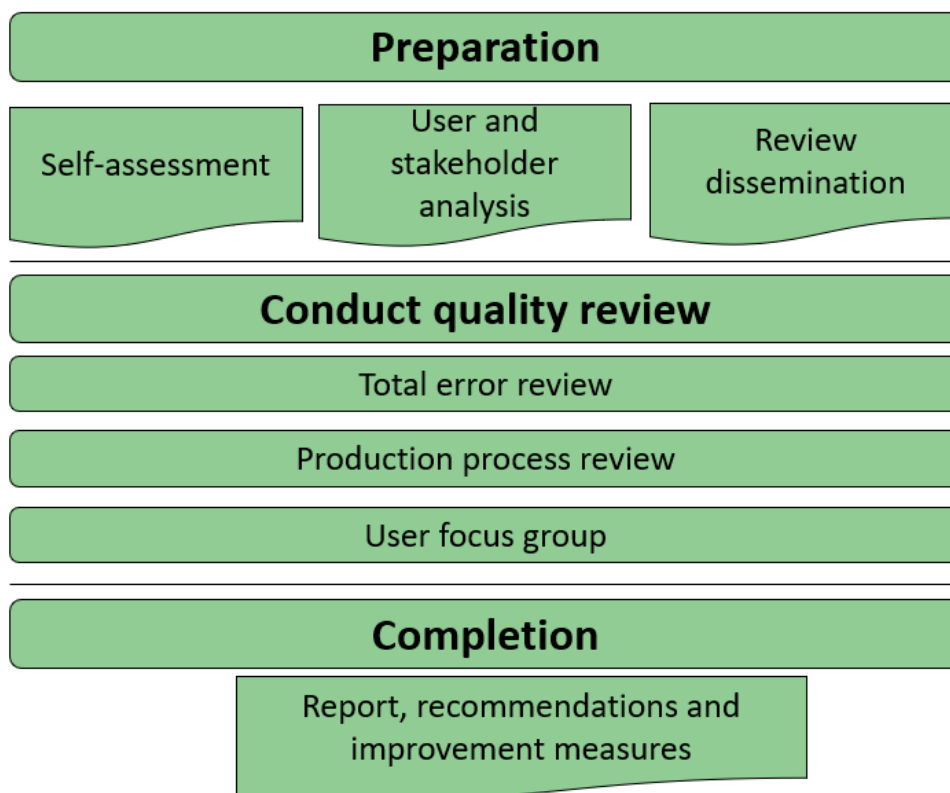 Preparation
Self-assessment
User and
stakeholder
analysis
Review
dissemination
Conduct quality review
Total error review
Production process review
User focus group
Completion
Report, recommendations and
improvement measures